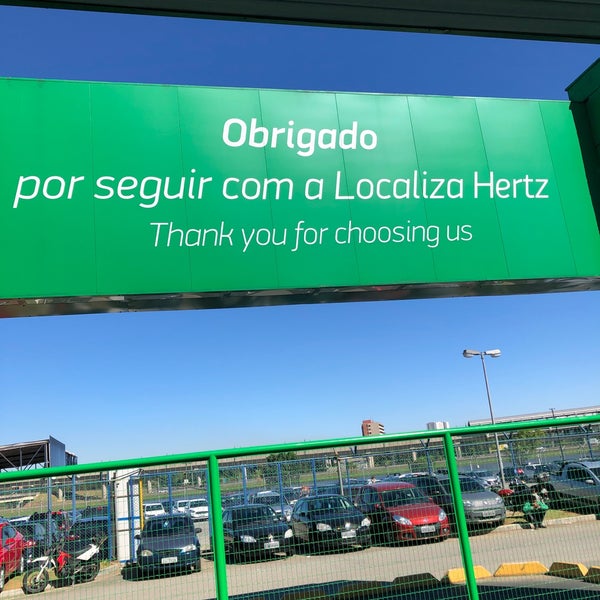 Obrigado
por seguir com a Localiza Hertz
Thank you for choosing us